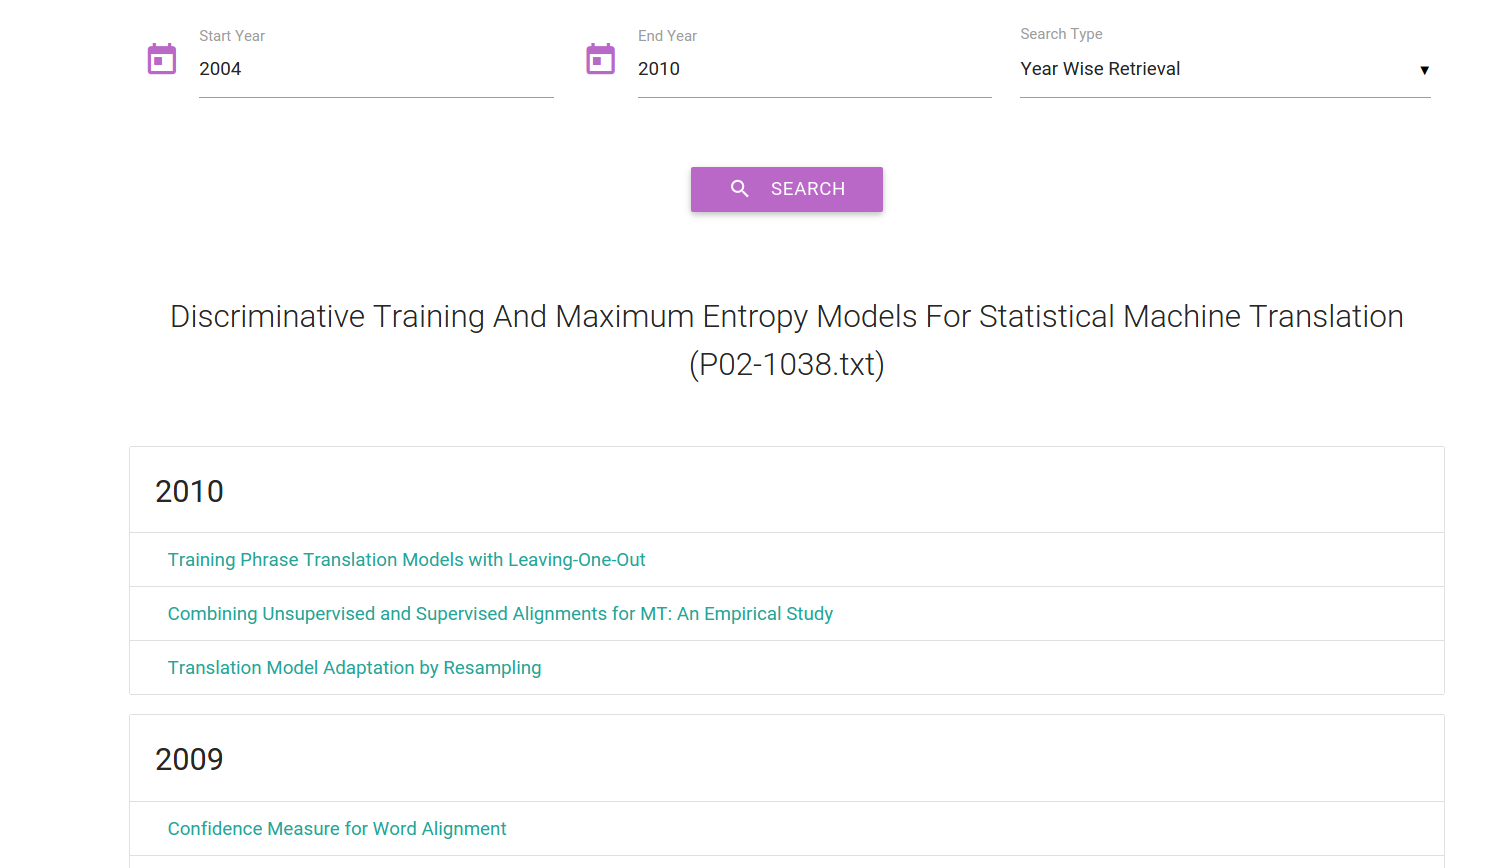 Start Year
2004
End Year
2010
Search Type
Year Wise Retrieval
SEARCH
Discriminative Training And Maximum Entropy Models For Statistical Machine Translation
(P02-1038.txt)
2010
Training Phrase Translation Models with Leaving-One-Out
Combining Unsupervised and Supervised Alignments for MT: An Empirical Study
Translation Model Adaptation by Resampling
2009
Confidence Measure for Word Alignment